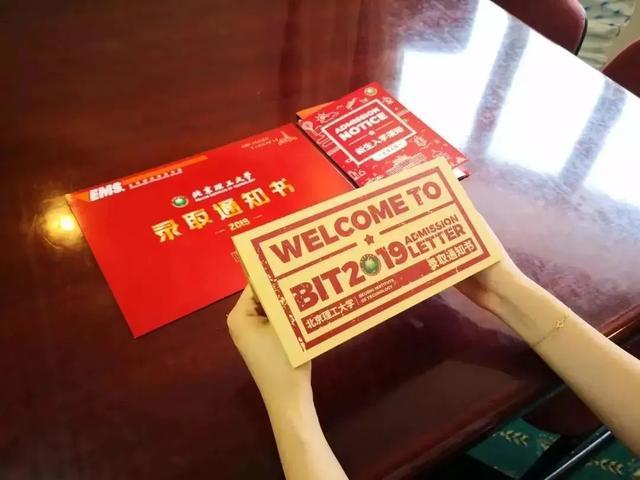 EMS
北京理工大学
录取通知书
2019
ADMISSION
NOTICE
新生入学通知
WELCOME TO
BIT2019 ADMISSION LETTER
北京理工大学 BEIJING INSTITUTE OF TECHNOLOGY 录取通知书